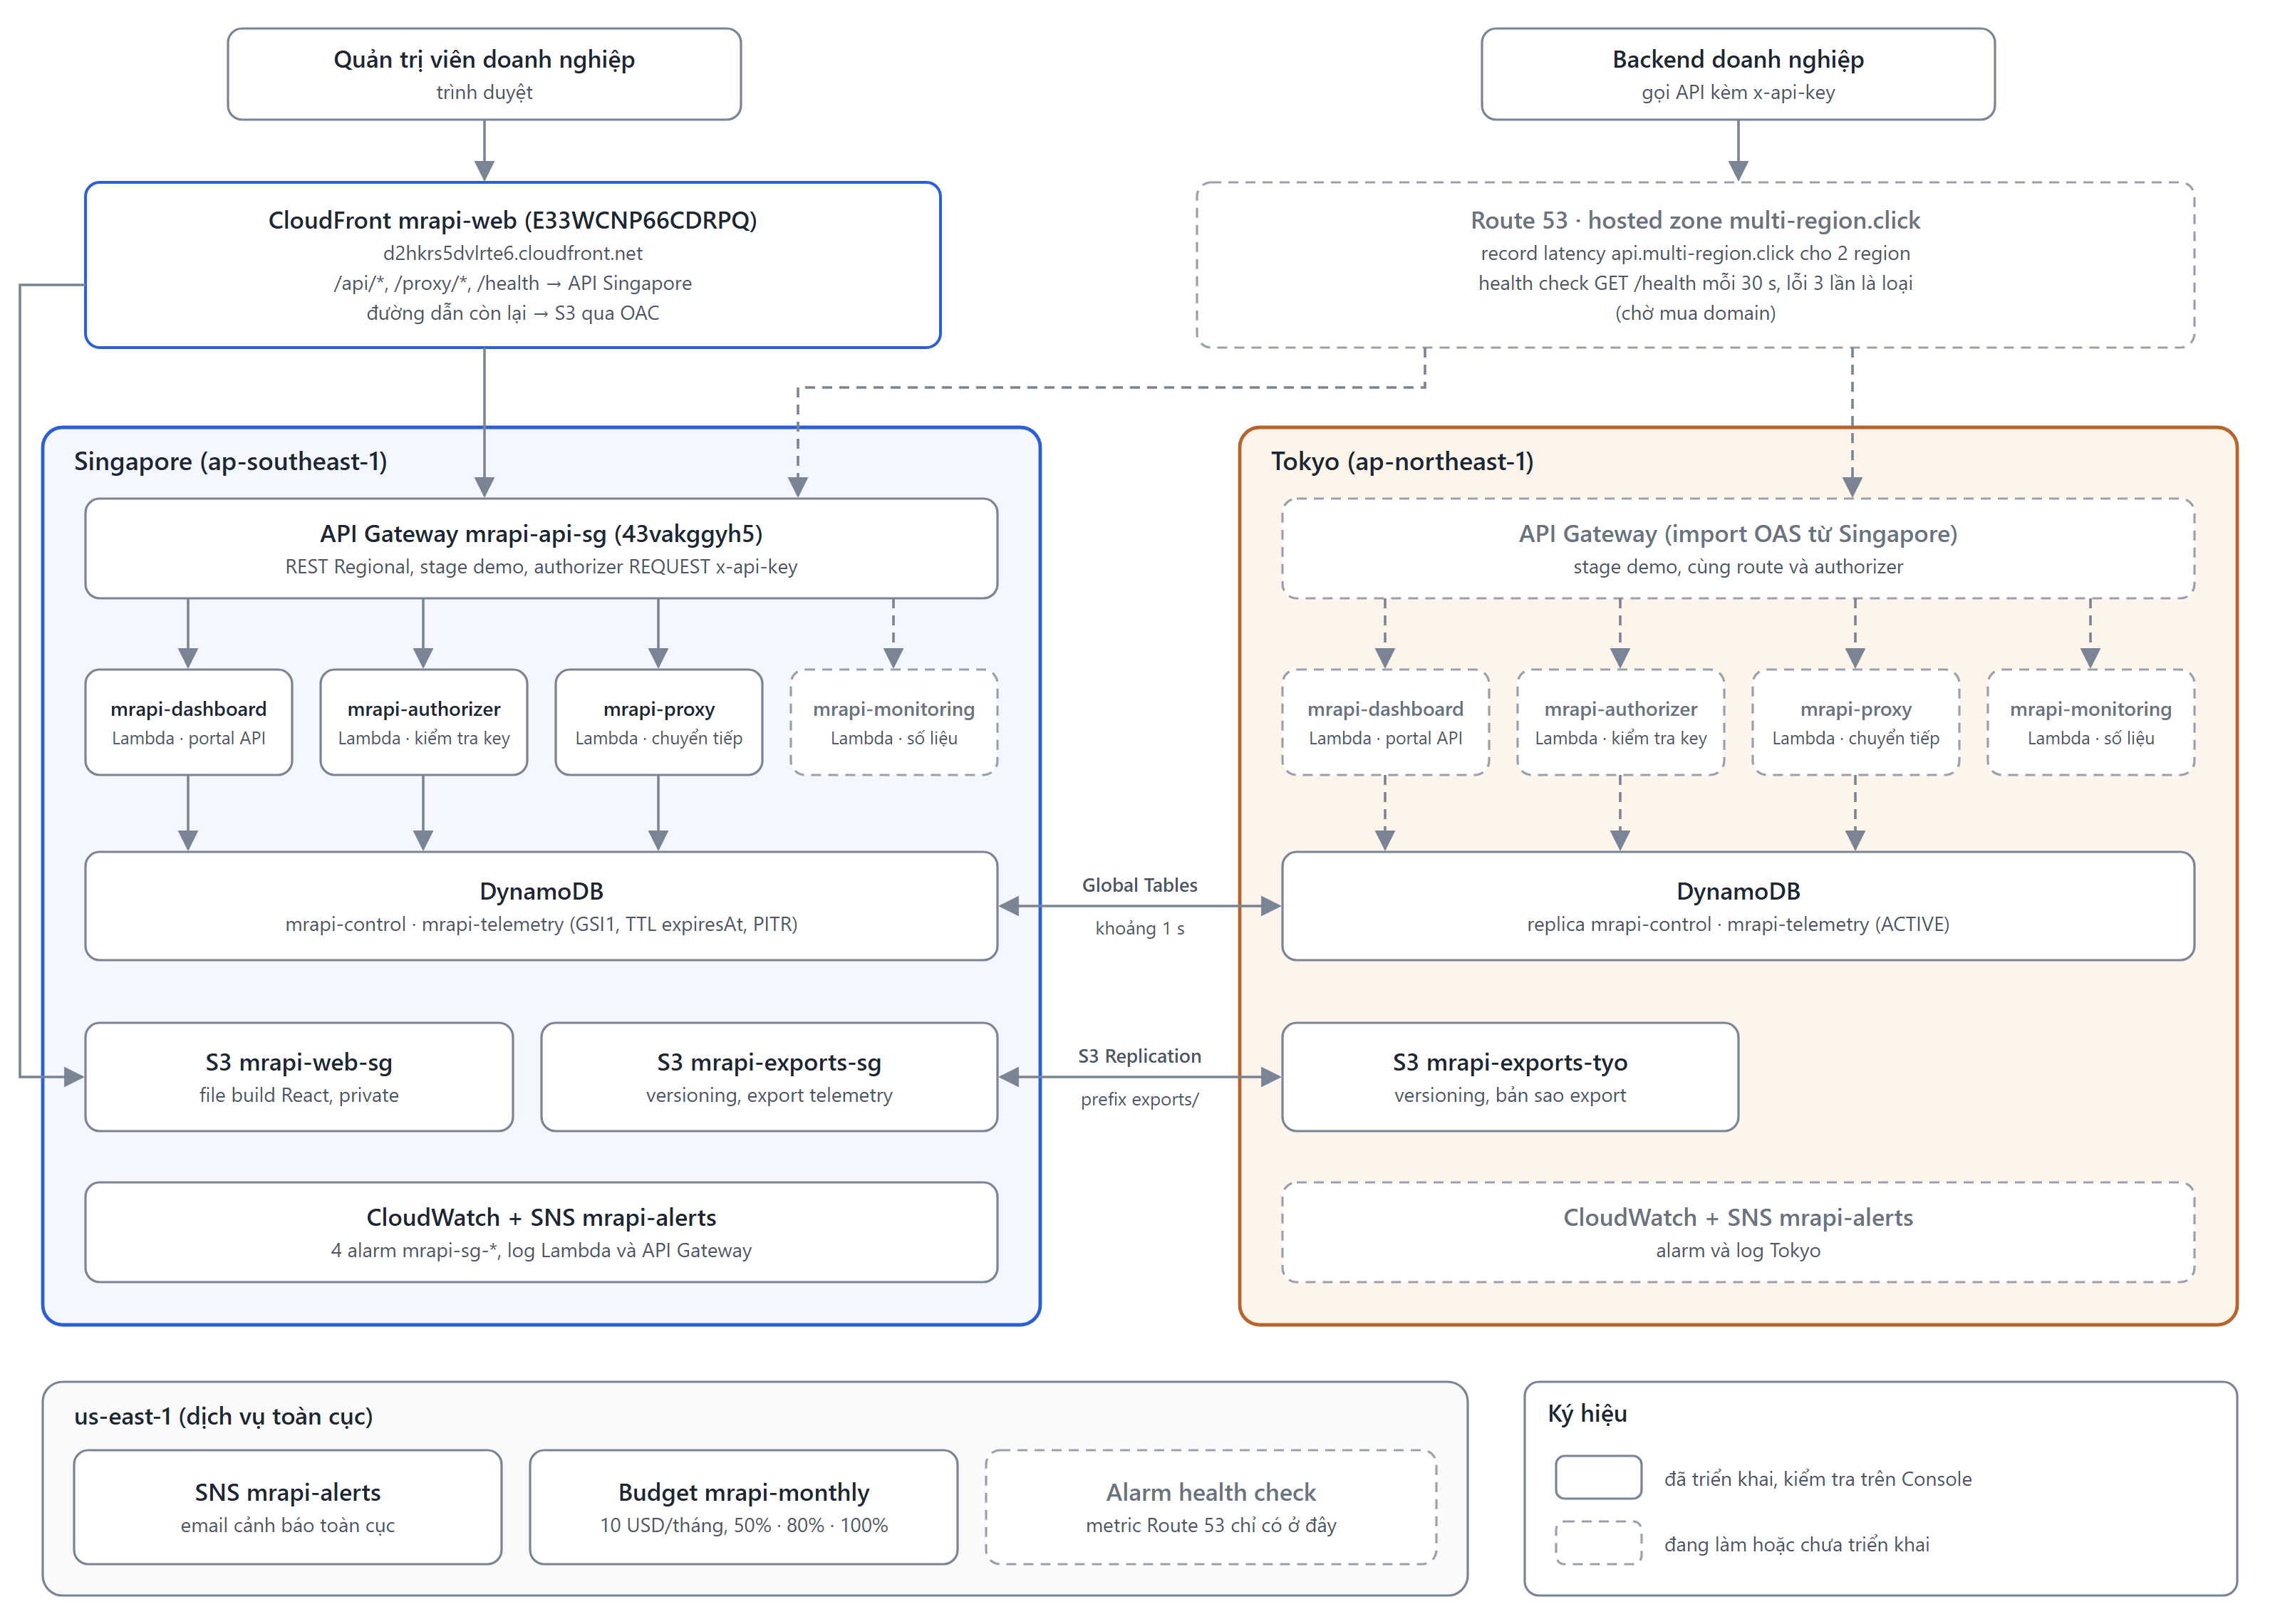 Quản trị viên doanh nghiệp
trình duyệt
Backend doanh nghiệp
gọi API kèm x-api-key
CloudFront mrapi-web (E33WCNP66CDRPQ)
d2hkrs5dvlrte6.cloudfront.net
/api/*, /proxy/*, /health → API Singapore
đường dẫn còn lại → S3 qua OAC
Route 53 · hosted zone multi-region.click
record latency api.multi-region.click cho 2 region
health check GET /health mỗi 30 s, lỗi 3 lần là loại
(chờ mua domain)
Singapore (ap-southeast-1)
API Gateway mrapi-api-sg (43vakggyh5)
REST Regional, stage demo, authorizer REQUEST x-api-key
mrapi-dashboard
Lambda · portal API
mrapi-authorizer
Lambda · kiểm tra key
mrapi-proxy
Lambda · chuyển tiếp
mrapi-monitoring
Lambda · số liệu
DynamoDB
mrapi-control · mrapi-telemetry (GSI1, TTL expiresAt, PITR)
S3 mrapi-web-sg
file build React, private
S3 mrapi-exports-sg
versioning, export telemetry
CloudWatch + SNS mrapi-alerts
4 alarm mrapi-sg-*, log Lambda và API Gateway
Global Tables
khoảng 1 s
S3 Replication
prefix exports/
Tokyo (ap-northeast-1)
API Gateway (import OAS từ Singapore)
stage demo, cùng route và authorizer
mrapi-dashboard
Lambda · portal API
mrapi-authorizer
Lambda · kiểm tra key
mrapi-proxy
Lambda · chuyển tiếp
mrapi-monitoring
Lambda · số liệu
DynamoDB
replica mrapi-control · mrapi-telemetry (ACTIVE)
S3 mrapi-exports-tyo
versioning, bản sao export
CloudWatch + SNS mrapi-alerts
alarm và log Tokyo
us-east-1 (dịch vụ toàn cục)
SNS mrapi-alerts
email cảnh báo toàn cục
Budget mrapi-monthly
10 USD/tháng, 50% · 80% · 100%
Alarm health check
metric Route 53 chỉ có ở đây
Ký hiệu
đã triển khai, kiểm tra trên Console
đang làm hoặc chưa triển khai